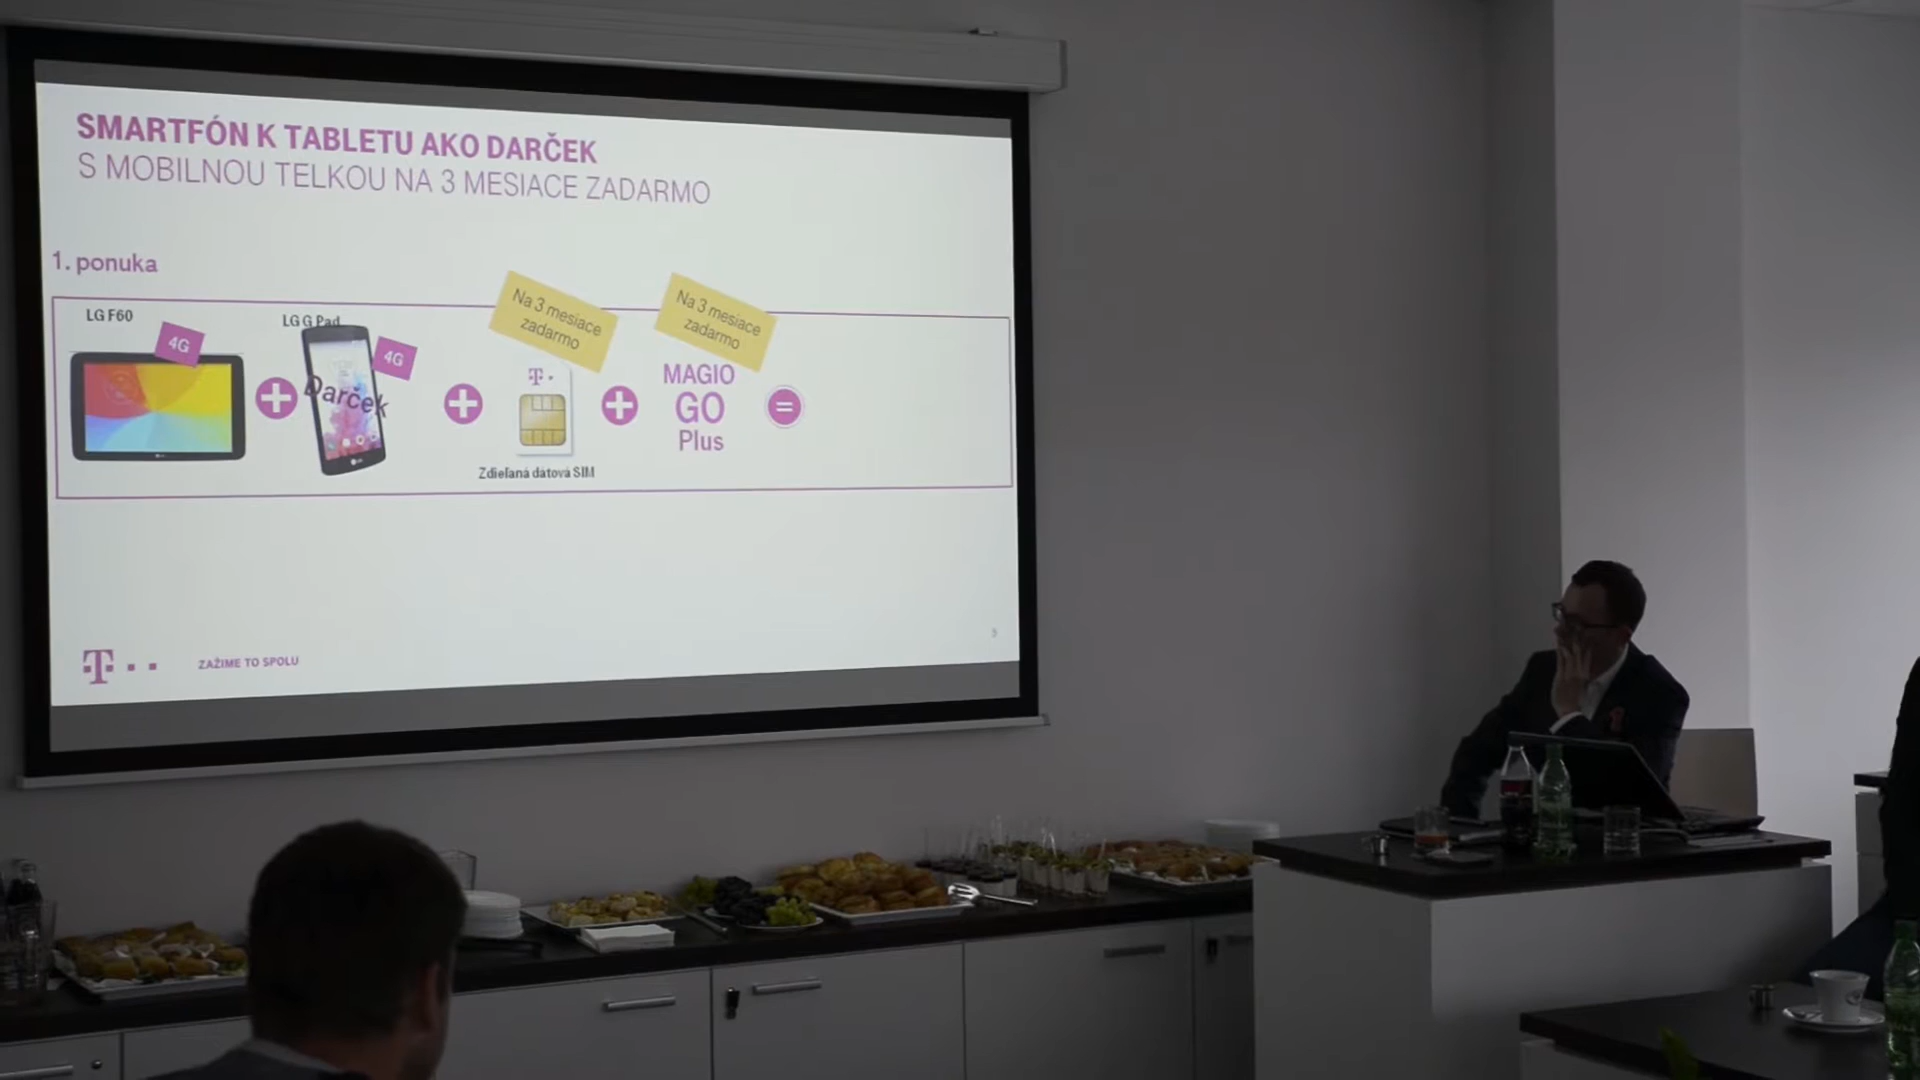 SMARTFÓN K TABLETU AKO DARČEK
S MOBILNOU TELKOU NA 3 MESIACE ZADARMO
1. ponuka
LG F60
4G
LG G Pad
4G
Darček
Na 3 mesiace
zadarmo
T
Zdieľaná dátová SIM
Na 3 mesiace
zadarmo
MAGIO
GO
Plus
T
ZAŽIME TO SPOLU